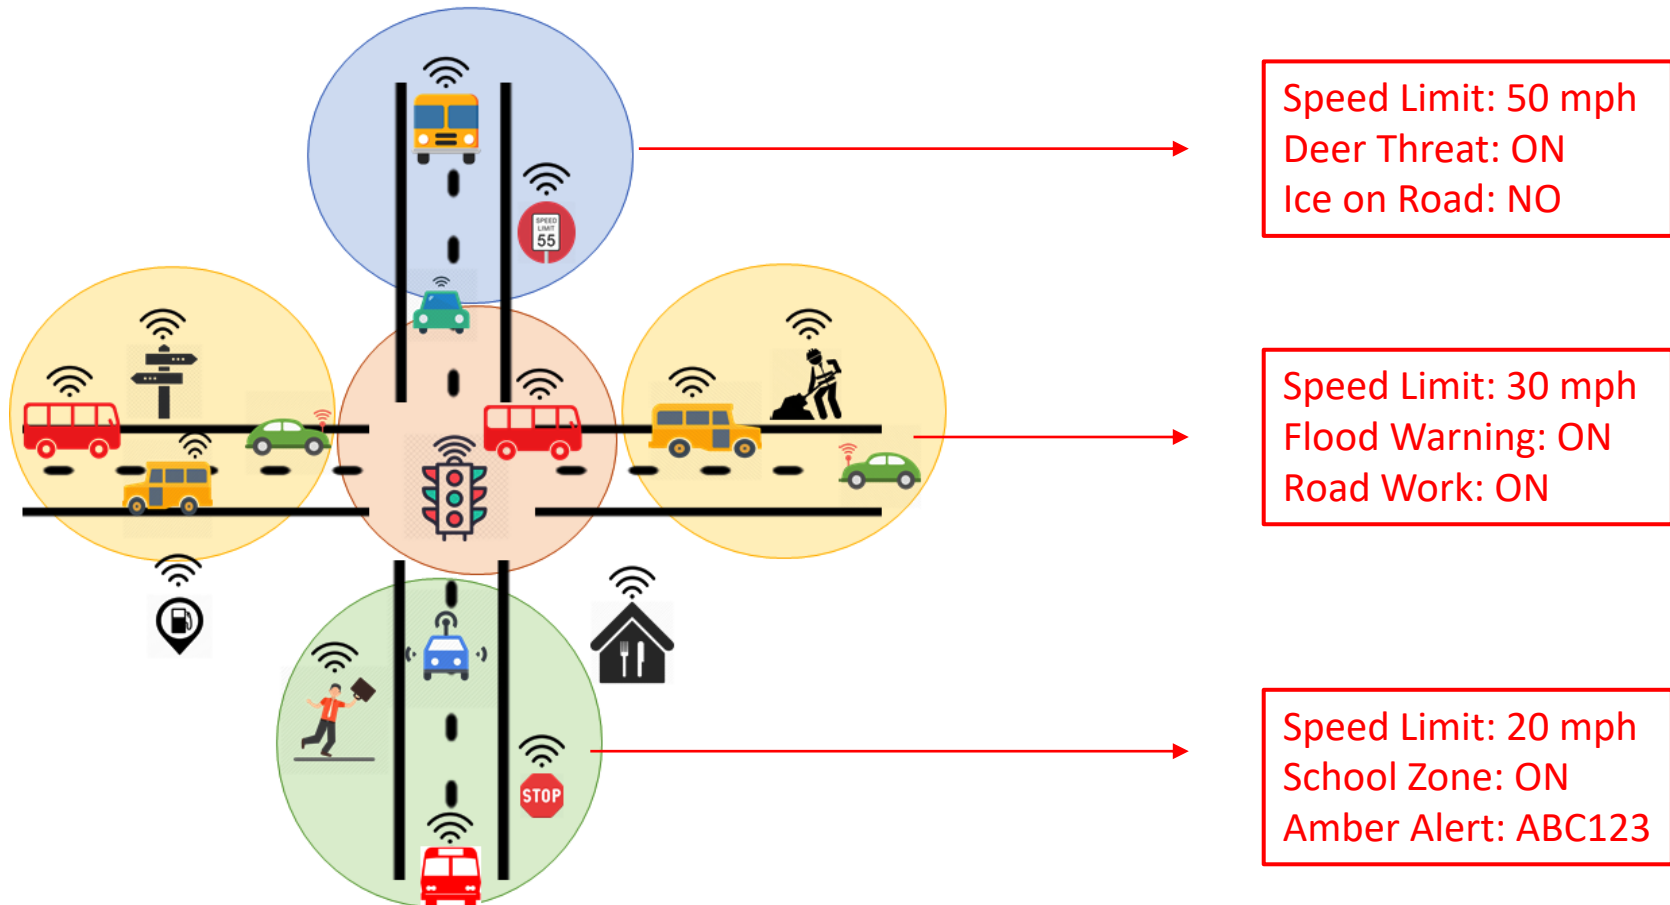 SPEED
LIMIT
55
STOP
Speed Limit: 50 mph
Deer Threat: ON
Ice on Road: NO
Speed Limit: 30 mph
Flood Warning: ON
Road Work: ON
Speed Limit: 20 mph
School Zone: ON
Amber Alert: ABC123